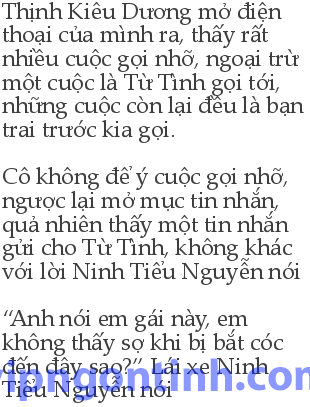 Thịnh Kiêu Dương mở điện
thoại của mình ra, thấy rất
nhiều cuộc gọi nhỡ, ngoại trừ
một cuộc là Từ Tình gọi tới,
những cuộc còn lại đều là bạn
trai trước kia gọi.
Cô không để ý cuộc gọi nhỡ,
ngược lại mở mục tin nhắn,
quả nhiên thấy một tin nhắn
gửi cho Từ Tình, không khác
với lời Ninh Tiểu Nguyễn nói
“Anh nói em gái này, em
không thấy sợ khi bị bắt cóc
đến đây sao?” Lái xe Ninh
Tiểu Nguyễn nói
vipngontinh.com